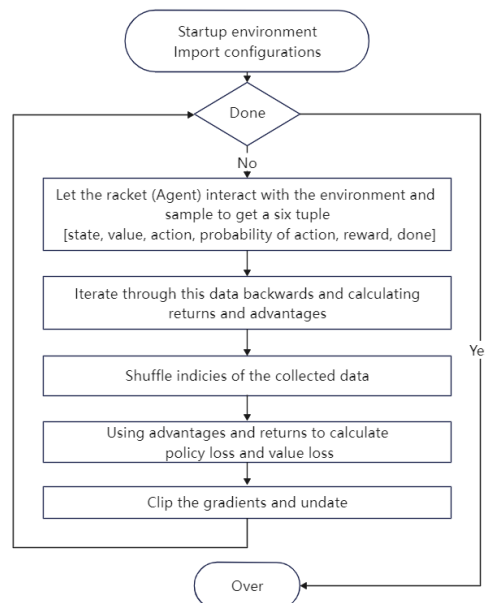 Startup environment
Import configurations
Done
No
Let the racket (Agent) interact with the environment and
sample to get a six tuple
[state, value, action, probability of action, reward, done]
Iterate through this data backwards and calculating
returns and advantages
Ye
Shuffle indicies of the collected data
Using advantages and returns to calculate
policy loss and value loss
Clip the gradients and undate
Over